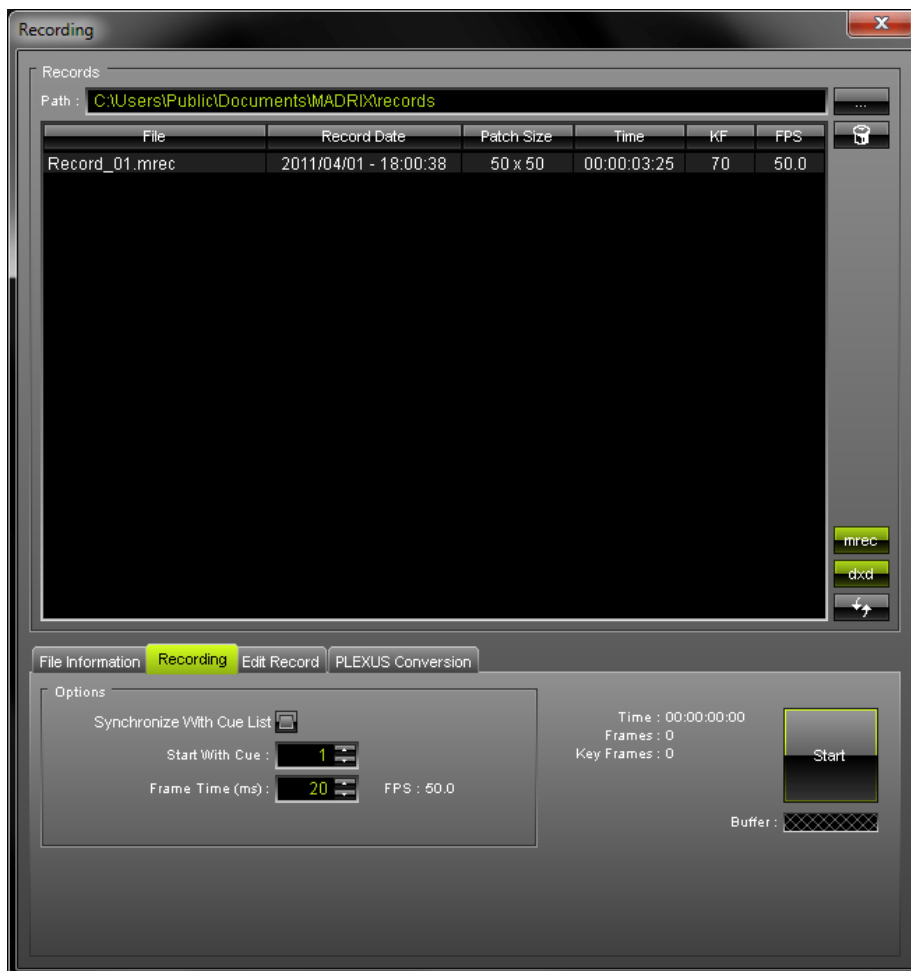 Recording
Records
Path : C:\Users\Public\Documents\MADRIX\records ...
File Record Date Patch Size Time KF FPS
Record_01.mrec 2011/04/01 - 18:00:38 50 x 50 00:00:03:25 70 50.0
mrec
dxd
File Information Recording Edit Record PLEXUS Conversion
Options
Synchronize With Cue List
Start With Cue : 1
Frame Time (ms) : 20 FPS : 50.0
Time : 00:00:00:00
Frames : 0
Key Frames : 0
Start
Buffer :